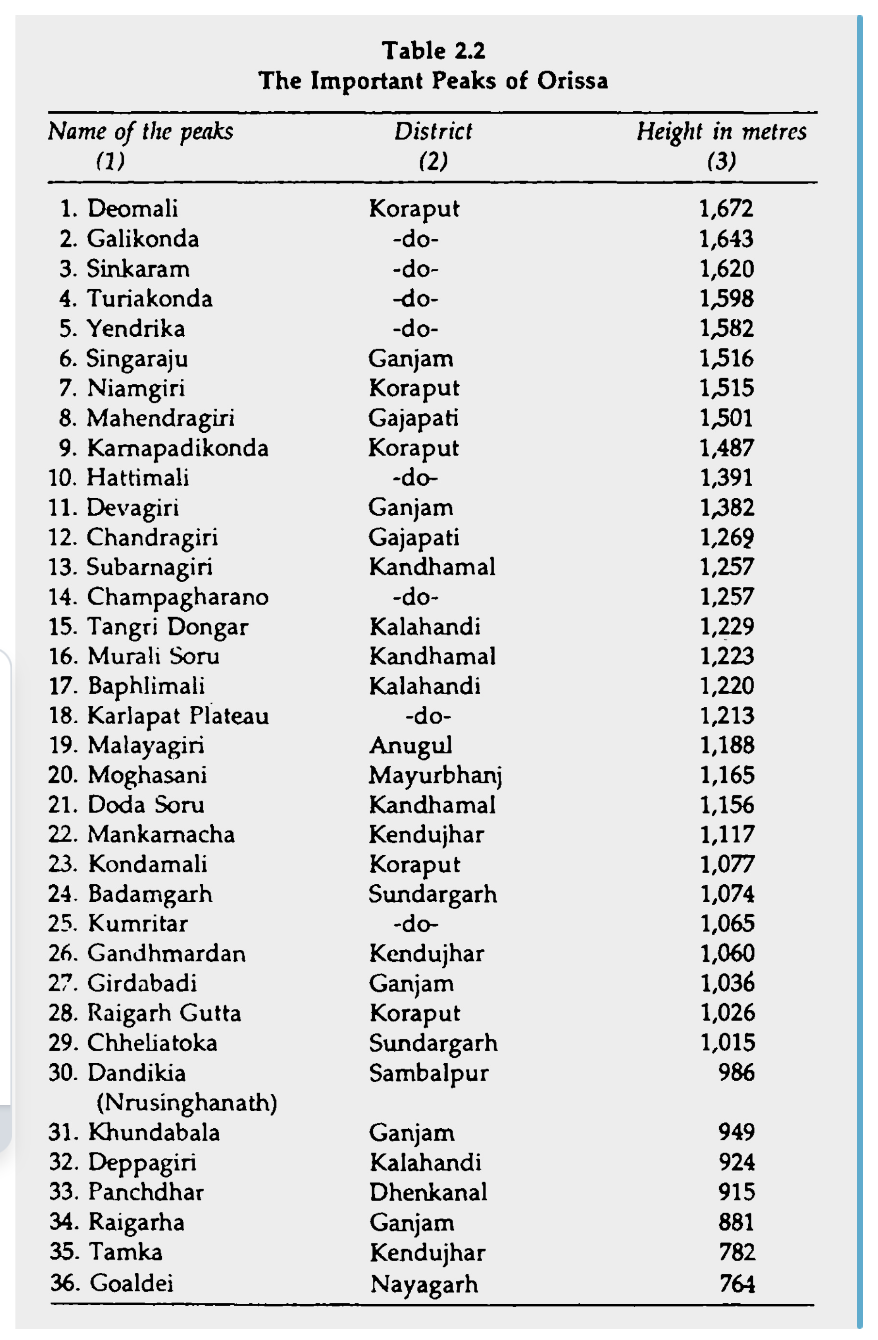 Table 2.2
The Important Peaks of Orissa
Name of the peaks District Height in metres
(1) (2) (3)
1. Deomali Koraput 1,672
2. Galikonda -do- 1,643
3. Sinkaram -do- 1,620
4. Turiakonda -do- 1,598
5. Yendrika -do- 1,582
6. Singaraju Ganjam 1,516
7. Niamgiri Koraput 1,515
8. Mahendragiri Gajapati 1,501
9. Karnapadikonda Koraput 1,487
10. Hattimali -do- 1,391
11. Devagiri Ganjam 1,382
12. Chandragiri Gajapati 1,269
13. Subarnagiri Kandhamal 1,257
14. Champagharano -do- 1,257
15. Tangri Dongar Kalahandi 1,229
16. Murali Soru Kandhamal 1,223
17. Baphlimali Kalahandi 1,220
18. Karlapat Plateau -do- 1,213
19. Malayagiri Anugul 1,188
20. Moghasani Mayurbhanj 1,165
21. Doda Soru Kandhamal 1,156
22. Mankarnacha Kendujhar 1,117
23. Kondamali Koraput 1,077
24. Badamgarh Sundargarh 1,074
25. Kumritar -do- 1,065
26. Gandhmardan Kendujhar 1,060
27. Girdabadi Ganjam 1,036
28. Raigarh Gutta Koraput 1,026
29. Chheliatoka Sundargarh 1,015
30. Dandikia Sambalpur 986
(Nrusinghanath)
31. Khundabala Ganjam 949
32. Deppagiri Kalahandi 924
33. Panchdhar Dhenkanal 915
34. Raigarha Ganjam 881
35. Tamka Kendujhar 782
36. Goaldei Nayagarh 764